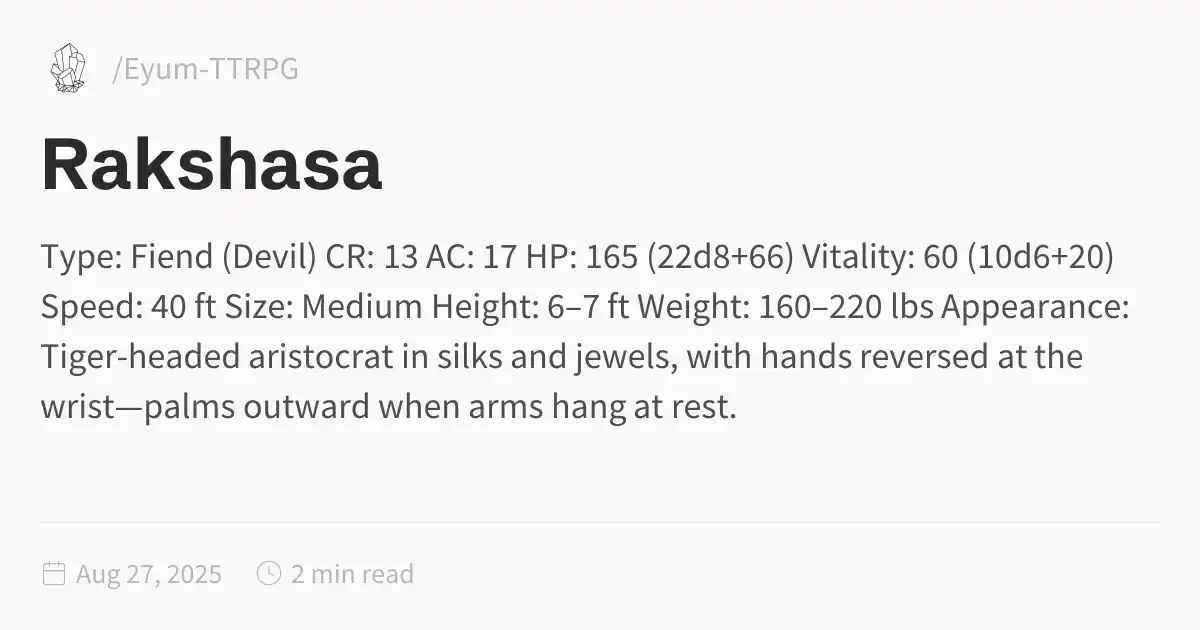 /Eyum-TTRPG
Rakshasa
Type: Fiend (Devil) CR: 13 AC: 17 HP: 165 (22d8+66) Vitality: 60 (10d6+20)
Speed: 40 ft Size: Medium Height: 6–7 ft Weight: 160–220 lbs Appearance:
Tiger-headed aristocrat in silks and jewels, with hands reversed at the
wrist—palms outward when arms hang at rest.
Aug 27, 2025 2 min read